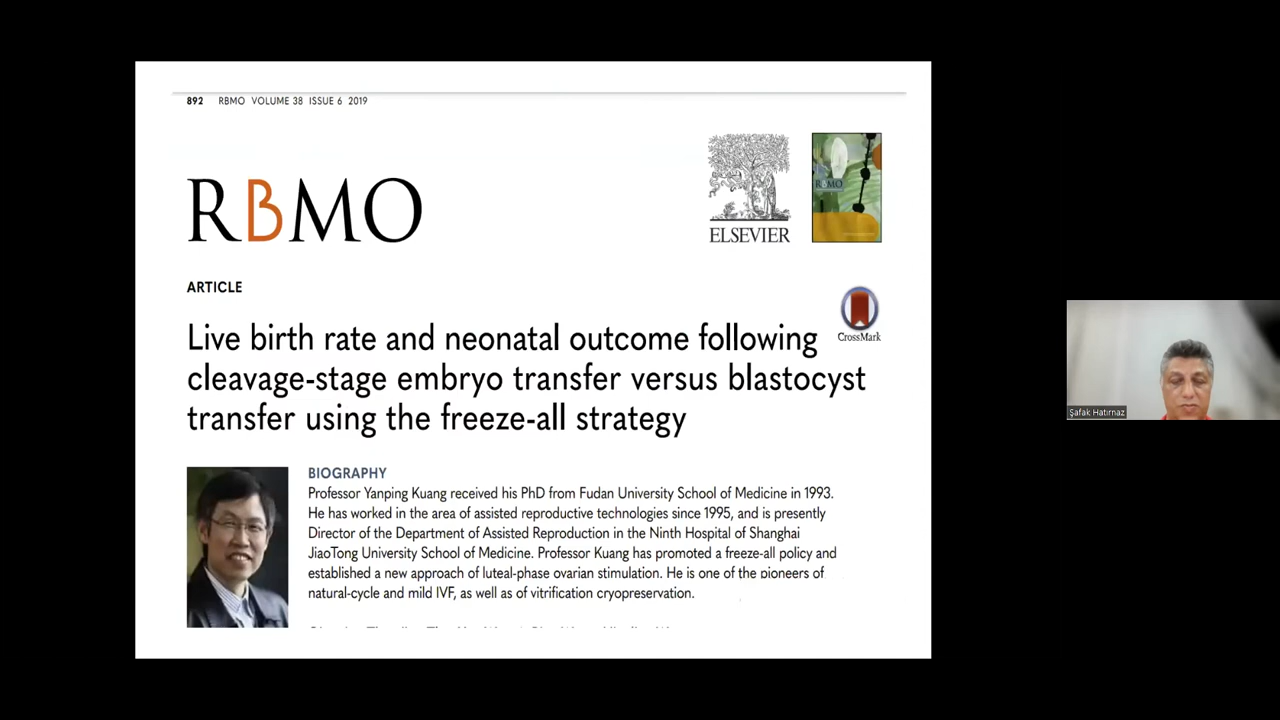 892 RBMO VOLUME 38 ISSUE 6 2019
RBMO
ELSEVIER
RBMO
ARTICLE
CrossMark
Live birth rate and neonatal outcome following
cleavage-stage embryo transfer versus blastocyst
transfer using the freeze-all strategy
BIOGRAPHY
Professor Yanping Kuang received his PhD from Fudan University School of Medicine in 1993.
He has worked in the area of assisted reproductive technologies since 1995, and is presently
Director of the Department of Assisted Reproduction in the Ninth Hospital of Shanghai
JiaoTong University School of Medicine. Professor Kuang has promoted a freeze-all policy and
established a new approach of luteal-phase ovarian stimulation. He is one of the pioneers of
natural-cycle and mild IVF, as well as of vitrification cryopreservation.
Şafak Hatırnaz